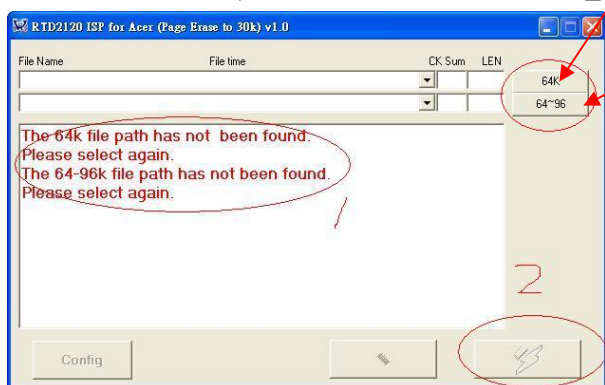 RTD2120 ISP for Acer (Page Erase to 30k) v1.0
File Name File time CK Sum LEN
64K
64~96
The 64k file path has not been found.
Please select again.
The 64-96k file path has not been found.
Please select again.
1
2
Config